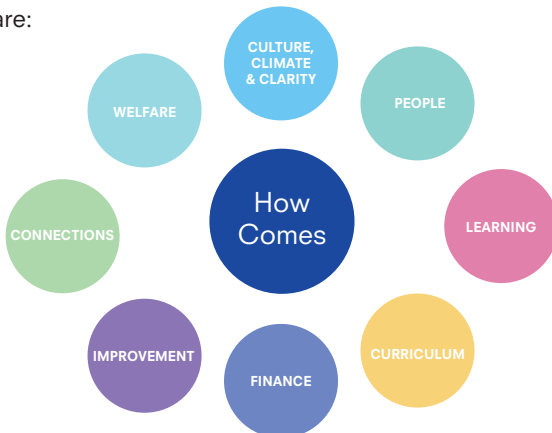 are:
CULTURE,
CLIMATE
& CLARITY
WELFARE
PEOPLE
How
Comes
CONNECTIONS
LEARNING
IMPROVEMENT
CURRICULUM
FINANCE